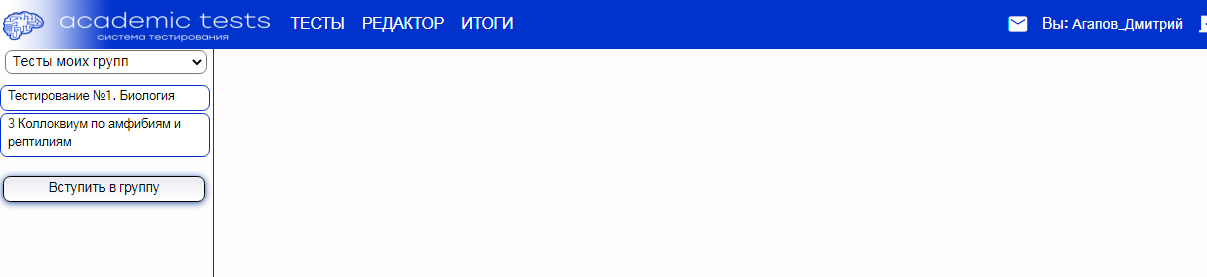 academic tests
система тестирования
ТЕСТЫ РЕДАКТОР ИТОГИ
Вы: Агапов_Дмитрий
Тесты моих групп
Тестирование №1. Биология
3 Коллоквиум по амфибиям и
рептилиям
Вступить в группу